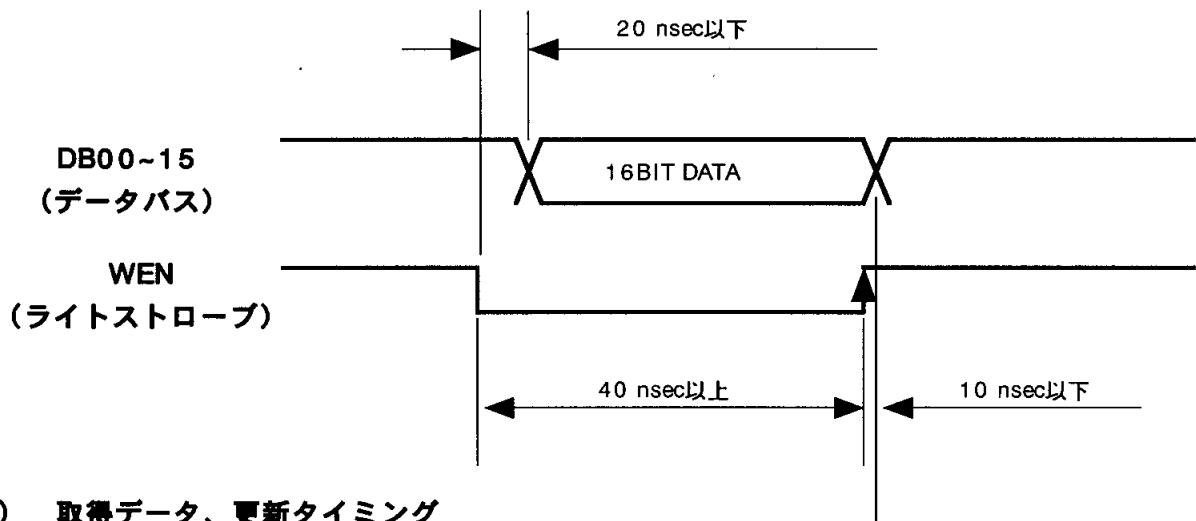 20 nsec以下
DB00~15
(データバス)
16BIT DATA
WEN
(ライトストローブ)
40 nsec以上
10 nsec以下
) 取得データ、更新タイミング